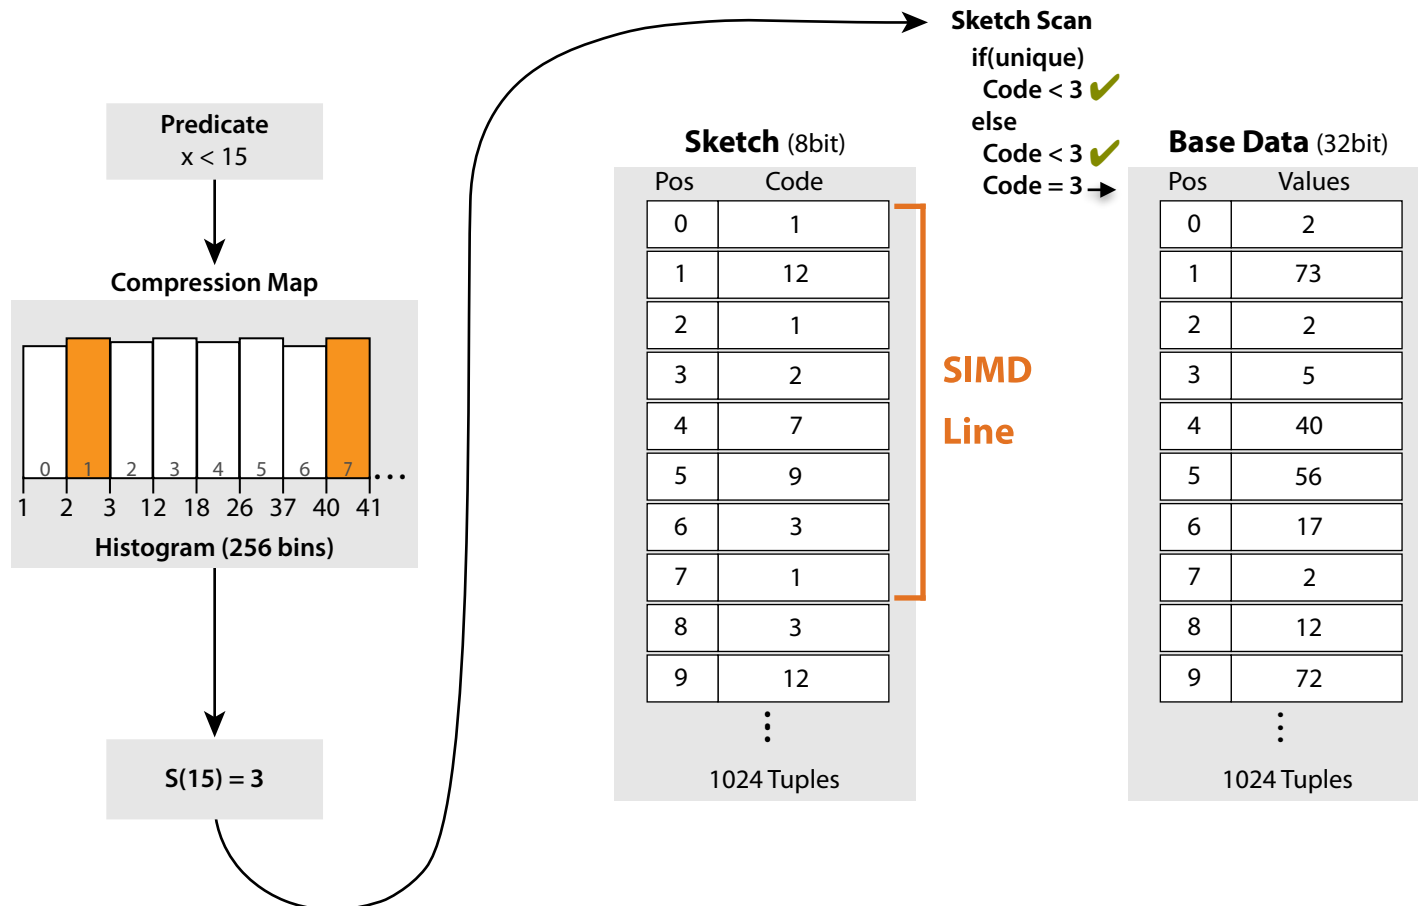 Predicate
x < 15
Compression Map
0 1 2 3 4 5 6 7 ...
1 2 3 12 18 26 37 40 41
Histogram (256 bins)
S(15) = 3
Sketch Scan
if(unique)
Code < 3 ✔
else
Code < 3 ✔
Code = 3
Sketch (8bit)
Pos Code
0 1
1 12
2 1
3 2
4 7
5 9
6 3
7 1
8 3
9 12
⋮
1024 Tuples
SIMD
Line
Base Data (32bit)
Pos Values
0 2
1 73
2 2
3 5
4 40
5 56
6 17
7 2
8 12
9 72
⋮
1024 Tuples